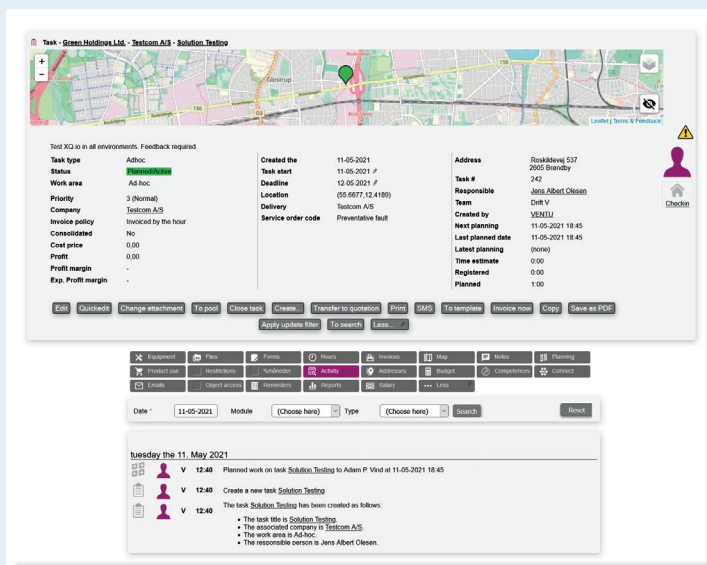 Task - Green Holdings Ltd. - Testcom A/S - Solution Testing
+
-
Glostrup
156
156
O3
Leaflet | Terms & Feedback
Test XQ.io in all environments. Feedback required.
Task type Adhoc
Status Planned/Active
Work area Ad-hoc
Priority 3 (Normal)
Company Testcom A/S
Invoice policy Invoiced by the hour
Consolidated No
Cost price 0,00
Profit 0,00
Profit margin -
Exp. Profit margin -
Created the 11-05-2021
Task start 11-05-2021
Deadline 12-05-2021
Location (55.6677,12.4189)
Delivery Testcom A/S
Service order code Preventative fault
Address Roskildevej 537
2605 Brøndby
Task # 242
Responsible Jens Albert Olesen
Team Drift V
Created by VENTU
Next planning 11-05-2021 18:45
Last planned date 11-05-2021 18:45
Latest planning (none)
Time estimate 0:00
Registered 0:00
Planned 1:00
Checkin
Edit Quickedit Change attachment To pool Close task Create... Transfer to quotation Print SMS To template Invoice now Copy Save as PDF
Apply update filter To search Less...
Equipment Files Forms Hours Invoices Map Notes Planning
Product use Restrictions %måneder Activity Addresses Budget Competences Connect
Emails Object access Reminders Reports Salary Less
Date * 11-05-2021 Module (Choose here) Type (Choose here) Search Reset
tuesday the 11. May 2021
V 12:40 Planned work on task Solution Testing to Adam P. Vind at 11-05-2021 18:45
V 12:40 Create a new task Solution Testing
V 12:40 The task Solution Testing has been created as follows:
• The task title is Solution Testing.
• The associated company is Testcom A/S.
• The work area is Ad-hoc.
• The responsible person is Jens Albert Olesen.